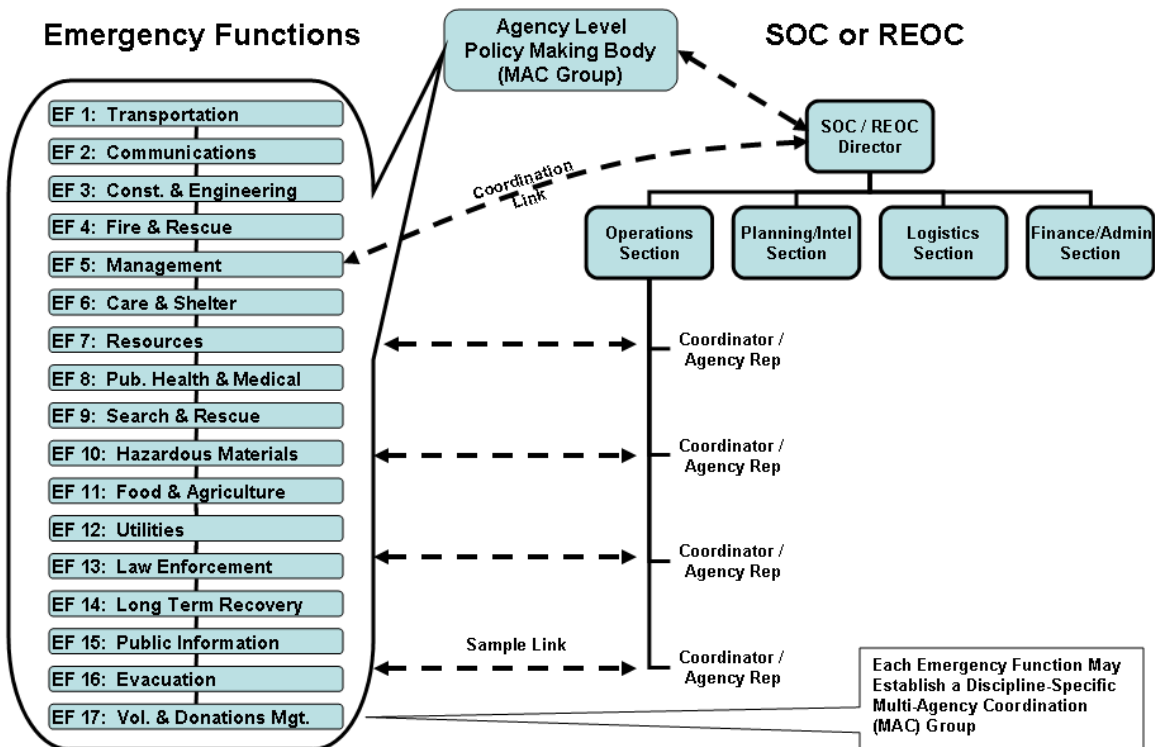 Emergency Functions
Agency Level
Policy Making Body
(MAC Group)
SOC or REOC
EF 1: Transportation
EF 2: Communications
EF 3: Const. & Engineering
EF 4: Fire & Rescue
EF 5: Management
EF 6: Care & Shelter
EF 7: Resources
EF 8: Pub. Health & Medical
EF 9: Search & Rescue
EF 10: Hazardous Materials
EF 11: Food & Agriculture
EF 12: Utilities
EF 13: Law Enforcement
EF 14: Long Term Recovery
EF 15: Public Information
EF 16: Evacuation
EF 17: Vol. & Donations Mgt.
Coordination
Link
SOC / REOC
Director
Operations
Section
Planning/Intel
Section
Logistics
Section
Finance/Admin
Section
Coordinator /
Agency Rep
Coordinator /
Agency Rep
Coordinator /
Agency Rep
Sample Link
Coordinator /
Agency Rep
Each Emergency Function May
Establish a Discipline-Specific
Multi-Agency Coordination
(MAC) Group